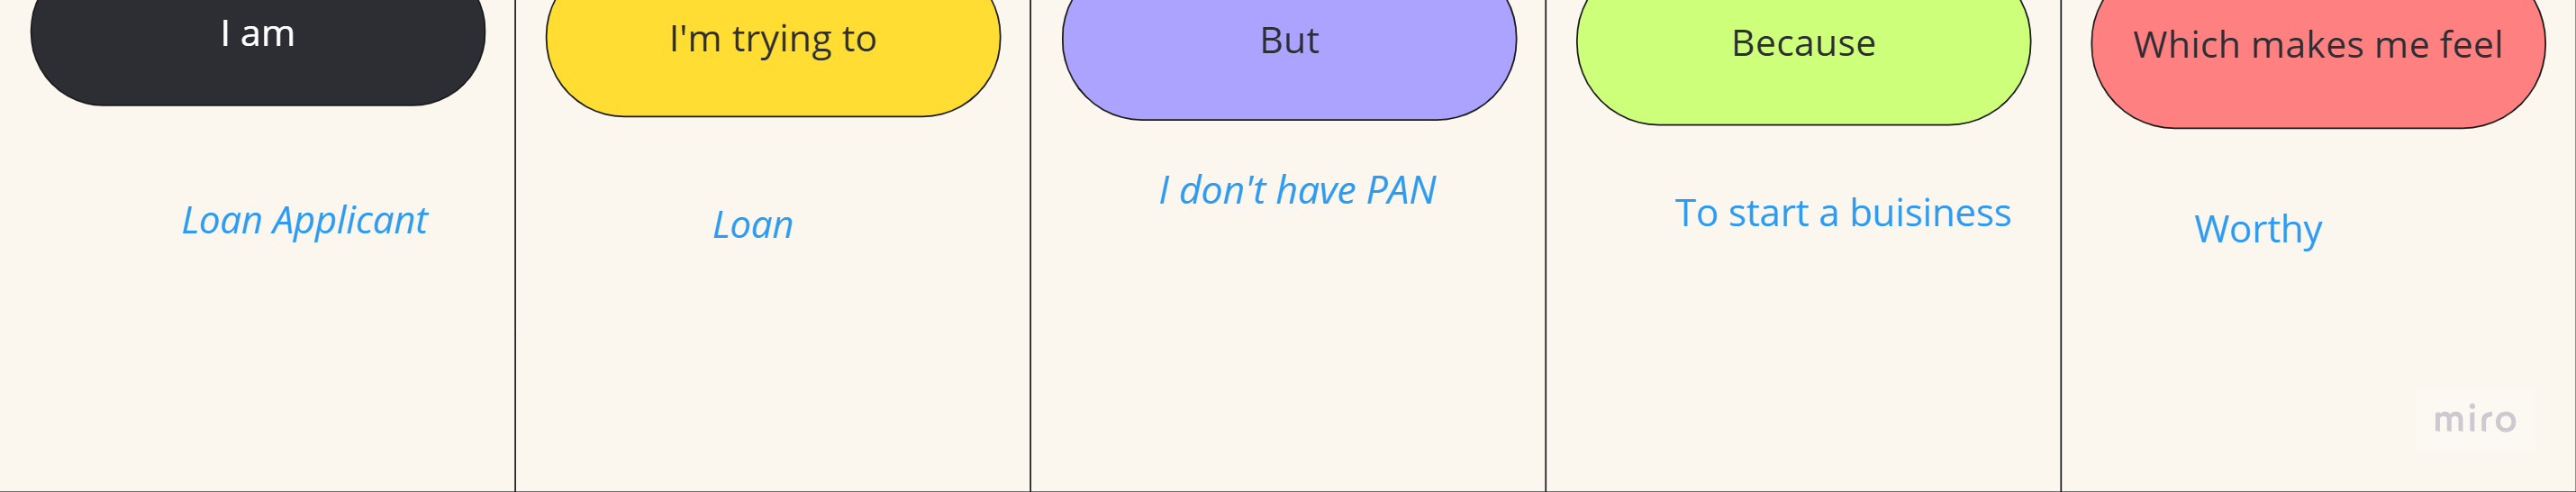 I am
I'm trying to
But
Because
Which makes me feel
Loan Applicant
Loan
I don't have PAN
To start a buisiness
Worthy
miro